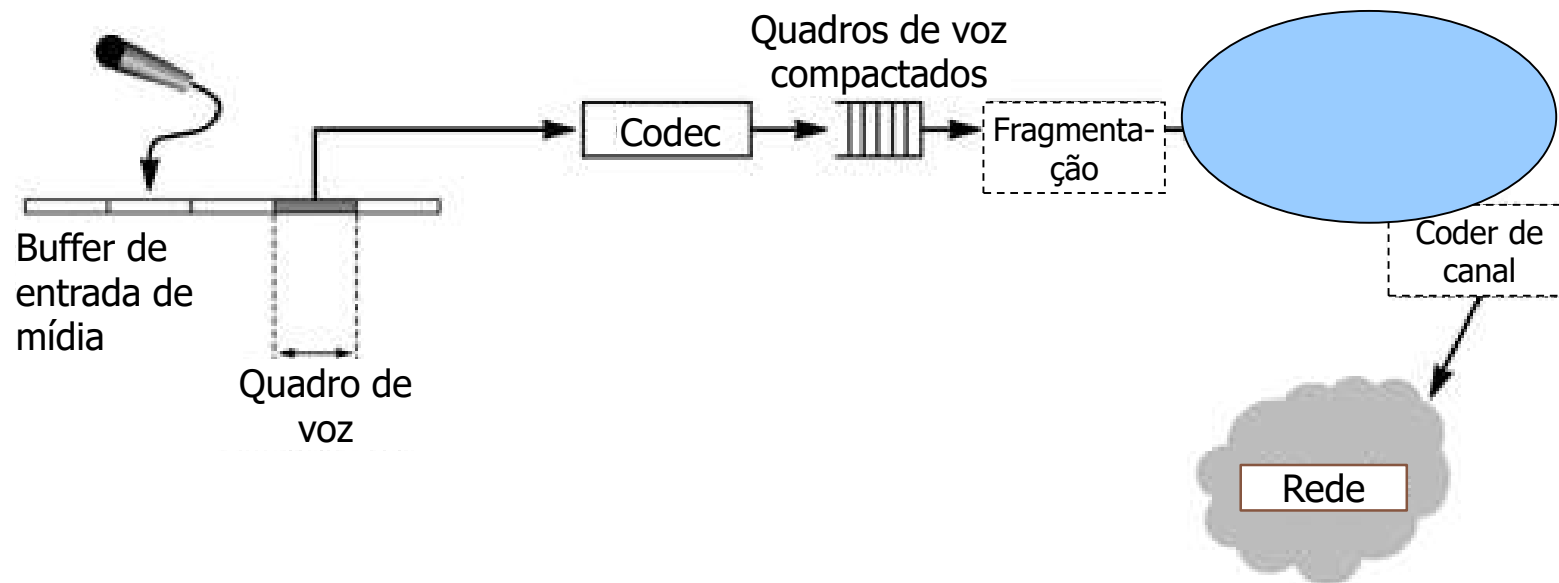 Quadros de voz
compactados
Codec
Fragmenta-
ção
Buffer de
entrada de
mídia
Quadro de
voz
Coder de
canal
Rede